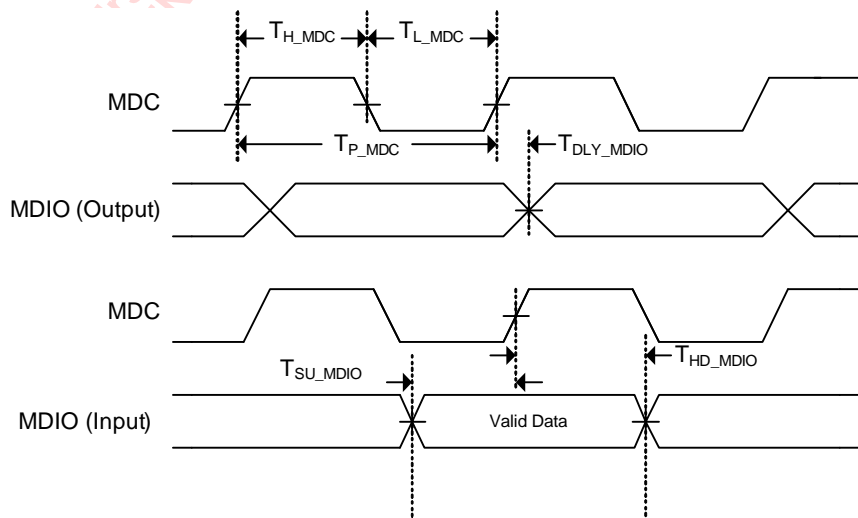 T_H_MDC T_L_MDC
MDC
T_P_MDC
T_DLY_MDIO
MDIO (Output)
MDC
T_SU_MDIO
T_HD_MDIO
MDIO (Input)
Valid Data